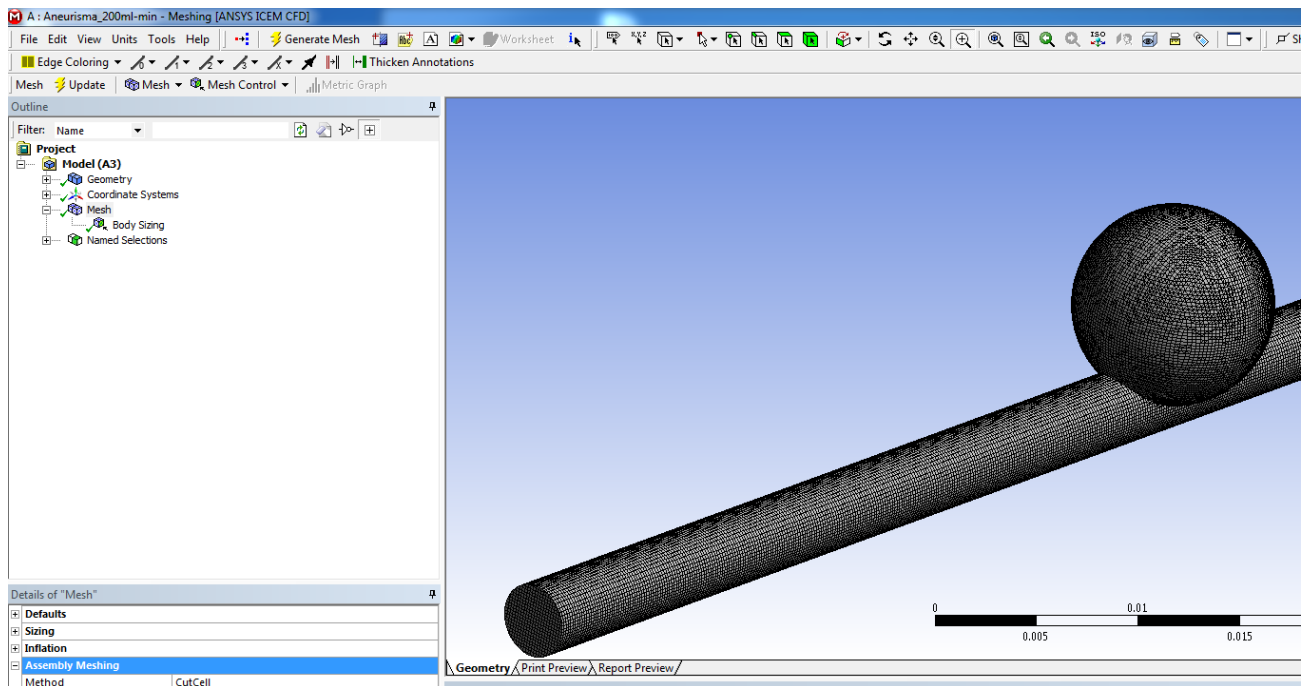 A : Aneurisma_200ml-min - Meshing [ANSYS ICEM CFD]
File Edit View Units Tools Help Generate Mesh Worksheet
Edge Coloring Thicken Annotations
Mesh Update Mesh Mesh Control Metric Graph
Outline
Filter: Name
Project
Model (A3)
Geometry
Coordinate Systems
Mesh
Body Sizing
Named Selections
0 0.01
0.005 0.015
Details of "Mesh"
Defaults
Sizing
Inflation
Assembly Meshing
Method CutCell
Geometry Print Preview Report Preview